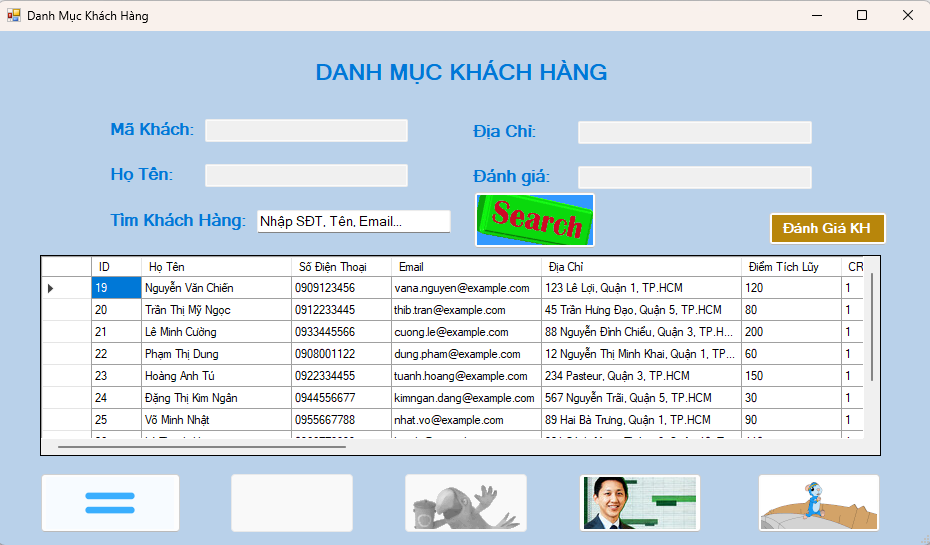 Danh Mục Khách Hàng
DANH MỤC KHÁCH HÀNG
Mã Khách:
Địa Chỉ:
Họ Tên:
Đánh giá:
Tìm Khách Hàng: Nhập SĐT, Tên, Email... Search
Đánh Giá KH
ID Họ Tên Số Điện Thoại Email Địa Chỉ Điểm Tích Lũy CR
19 Nguyễn Văn Chiến 0909123456 vana.nguyen@example.com 123 Lê Lợi, Quận 1, TP.HCM 120 1
20 Trần Thị Mỹ Ngọc 0912233445 thib.tran@example.com 45 Trần Hưng Đạo, Quận 5, TP.HCM 80 1
21 Lê Minh Cường 0933445566 cuong.le@example.com 88 Nguyễn Đình Chiểu, Quận 3, TP.H... 200 1
22 Phạm Thị Dung 0908001122 dung.pham@example.com 12 Nguyễn Thị Minh Khai, Quận 1, TP... 60 1
23 Hoàng Anh Tú 0922334455 tuanh.hoang@example.com 234 Pasteur, Quận 3, TP.HCM 150 1
24 Đặng Thị Kim Ngân 0944556677 kimngan.dang@example.com 567 Nguyễn Trãi, Quận 5, TP.HCM 30 1
25 Võ Minh Nhật 0955667788 nhat.vo@example.com 89 Hai Bà Trưng, Quận 1, TP.HCM 90 1